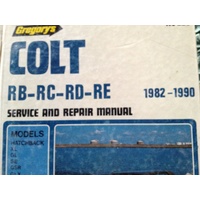 Gregory's
COLT
RB-RC-RD-RE
1982-1990
SERVICE AND REPAIR MANUAL
MODELS
HATCHBACK